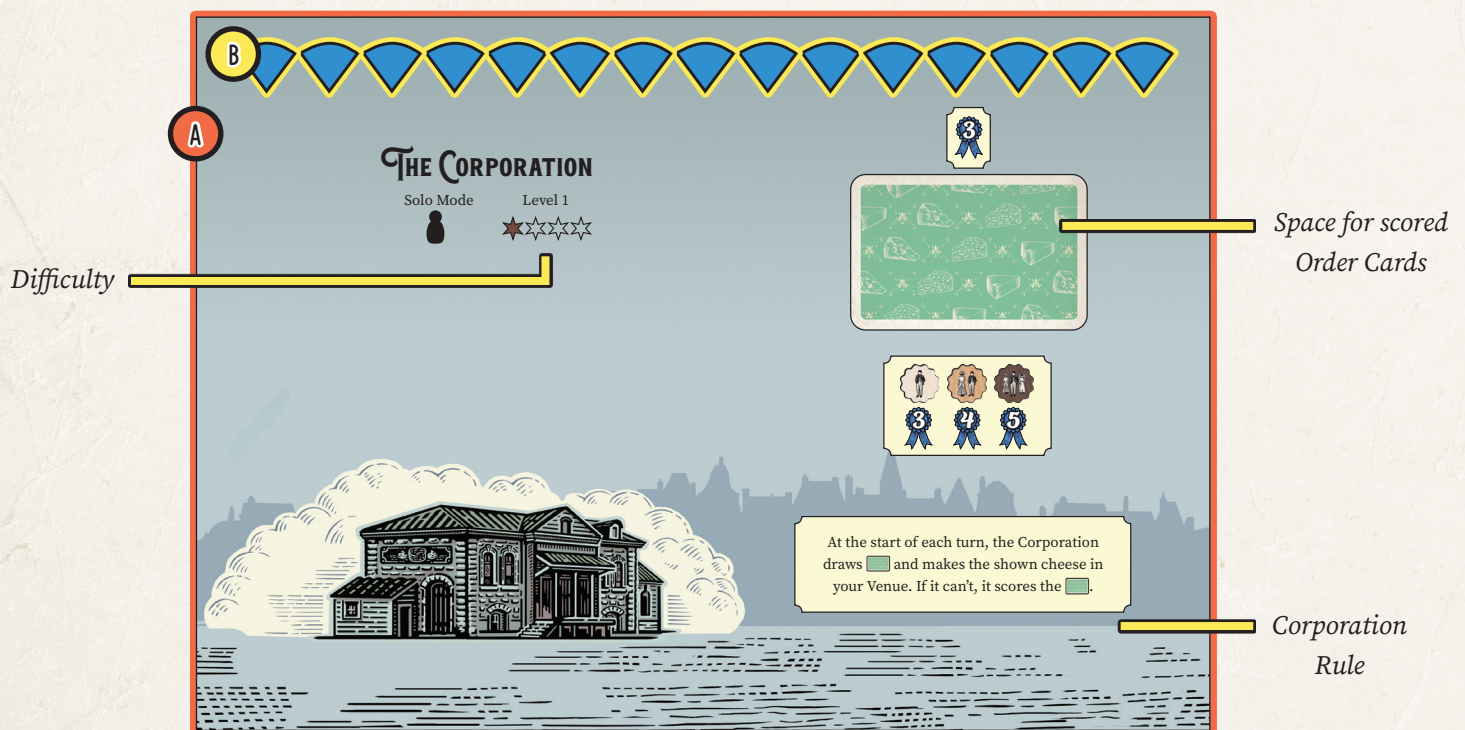 B
A
3
THE CORPORATION
Solo Mode
Level 1
Space for scored
Order Cards
Difficulty
3 4 5
At the start of each turn, the Corporation
draws and makes the shown cheese in
your Venue. If it can't, it scores the .
Corporation
Rule